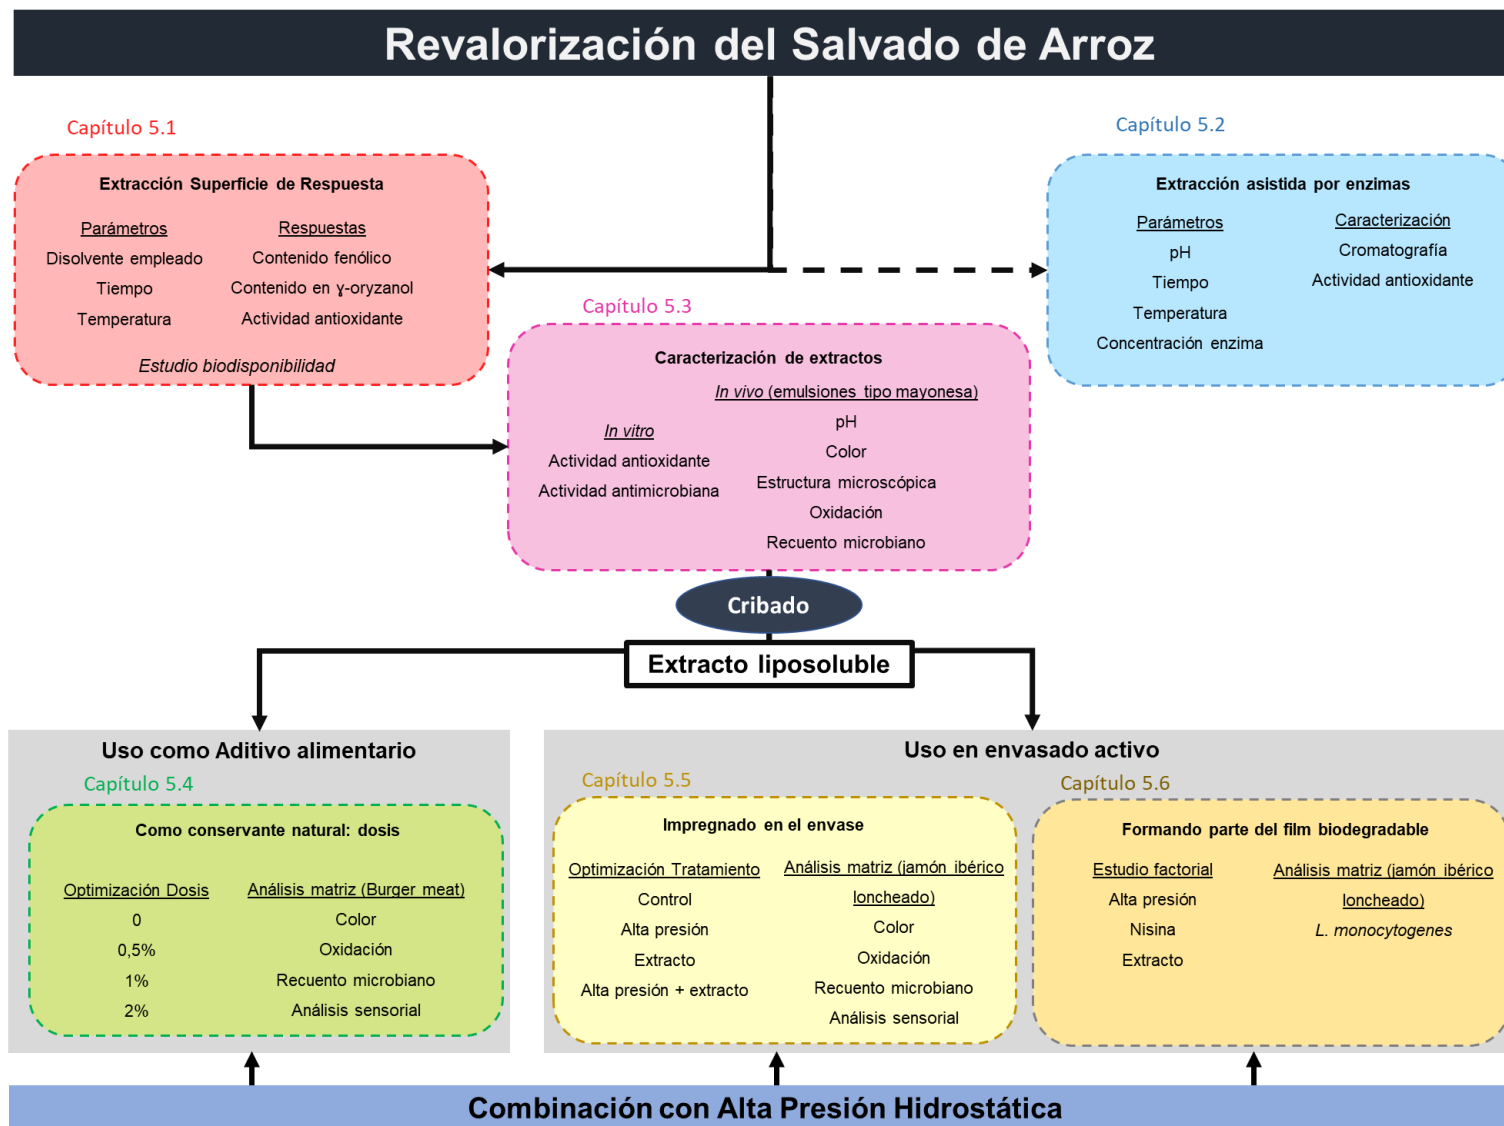 Revalorización del Salvado de Arroz
Capítulo 5.1
Extracción Superficie de Respuesta
Parámetros
Disolvente empleado
Tiempo
Temperatura
Respuestas
Contenido fenólico
Contenido en ɣ-oryzanol
Actividad antioxidante
Estudio biodisponibilidad
Capítulo 5.2
Extracción asistida por enzimas
Parámetros
pH
Tiempo
Temperatura
Concentración enzima
Caracterización
Cromatografía
Actividad antioxidante
Capítulo 5.3
Caracterización de extractos
In vitro
Actividad antioxidante
Actividad antimicrobiana
In vivo (emulsiones tipo mayonesa)
pH
Color
Estructura microscópica
Oxidación
Recuento microbiano
Cribado
Extracto liposoluble
Uso como Aditivo alimentario
Capítulo 5.4
Como conservante natural: dosis
Optimización Dosis
0
0,5%
1%
2%
Análisis matriz (Burger meat)
Color
Oxidación
Recuento microbiano
Análisis sensorial
Uso en envasado activo
Capítulo 5.5
Impregnado en el envase
Optimización Tratamiento
Control
Alta presión
Extracto
Alta presión + extracto
Análisis matriz (jamón ibérico
loncheado)
Color
Oxidación
Recuento microbiano
Análisis sensorial
Capítulo 5.6
Formando parte del film biodegradable
Estudio factorial
Alta presión
Nisina
Extracto
Análisis matriz (jamón ibérico
loncheado)
L. monocytogenes
Combinación con Alta Presión Hidrostática